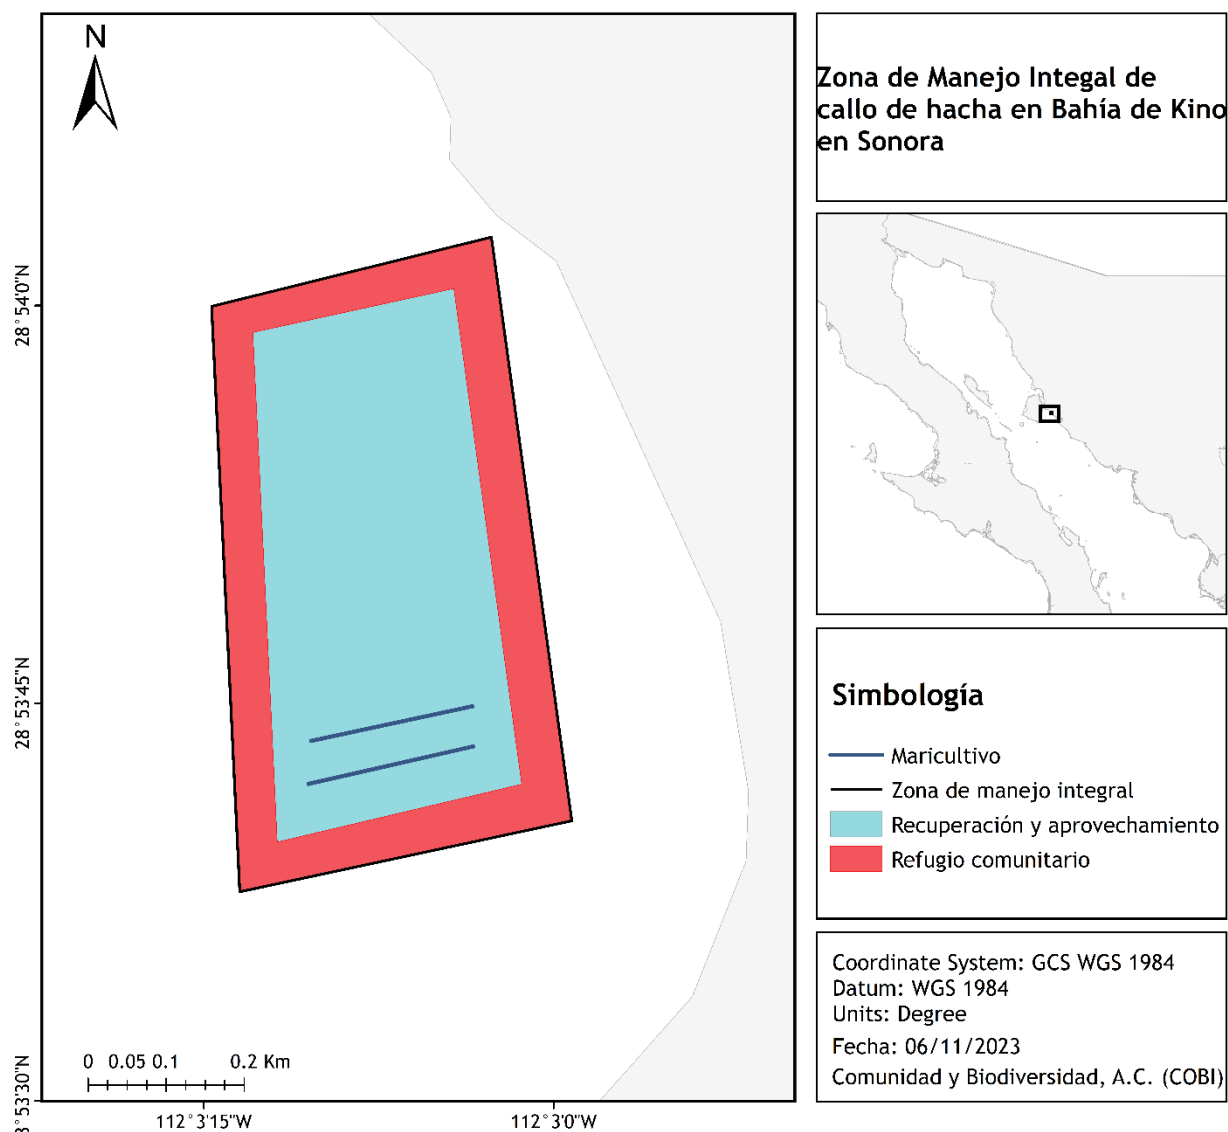 N
28°54'0"N
28°53'45"N
8°53'30"N
0 0.05 0.1 0.2 Km
112°3'15"W
112°3'0"W
Zona de Manejo Integal de
callo de hacha en Bahía de Kino
en Sonora
Simbología
Maricultivo
Zona de manejo integral
Recuperación y aprovechamiento
Refugio comunitario
Coordinate System: GCS WGS 1984
Datum: WGS 1984
Units: Degree
Fecha: 06/11/2023
Comunidad y Biodiversidad, A.C. (COBI)